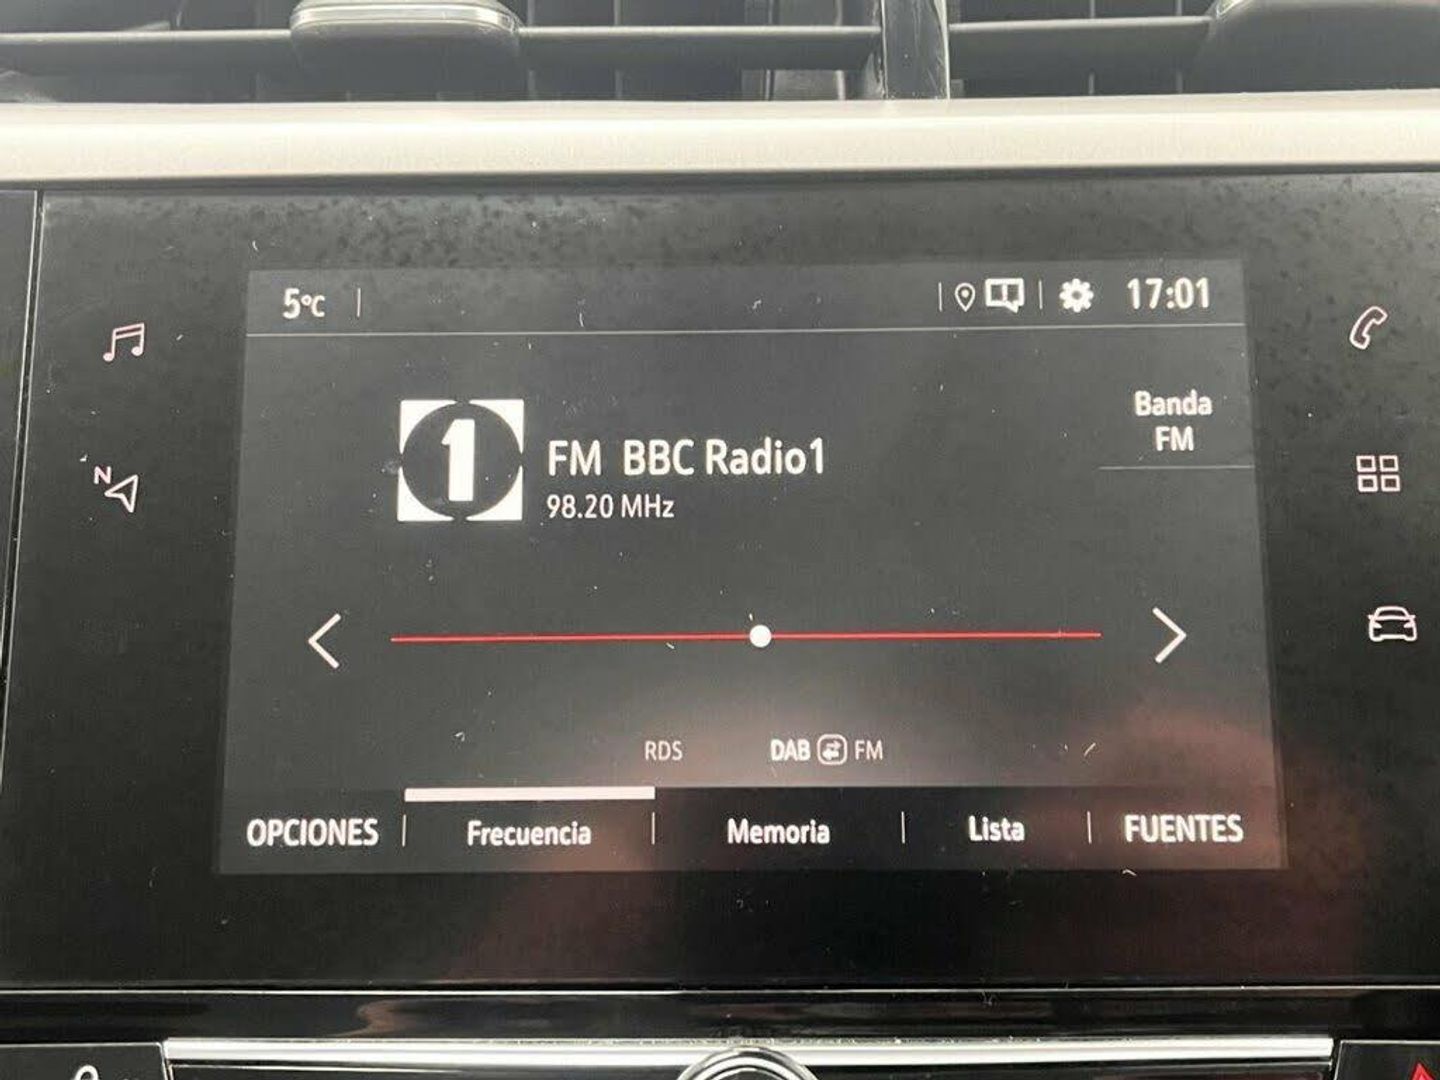 5°C
17:01
N
1
Banda
FM
FM BBC Radio1
98.20 MHz
RDS
DAB FM
OPCIONES
Frecuencia
Memoria
Lista
FUENTES